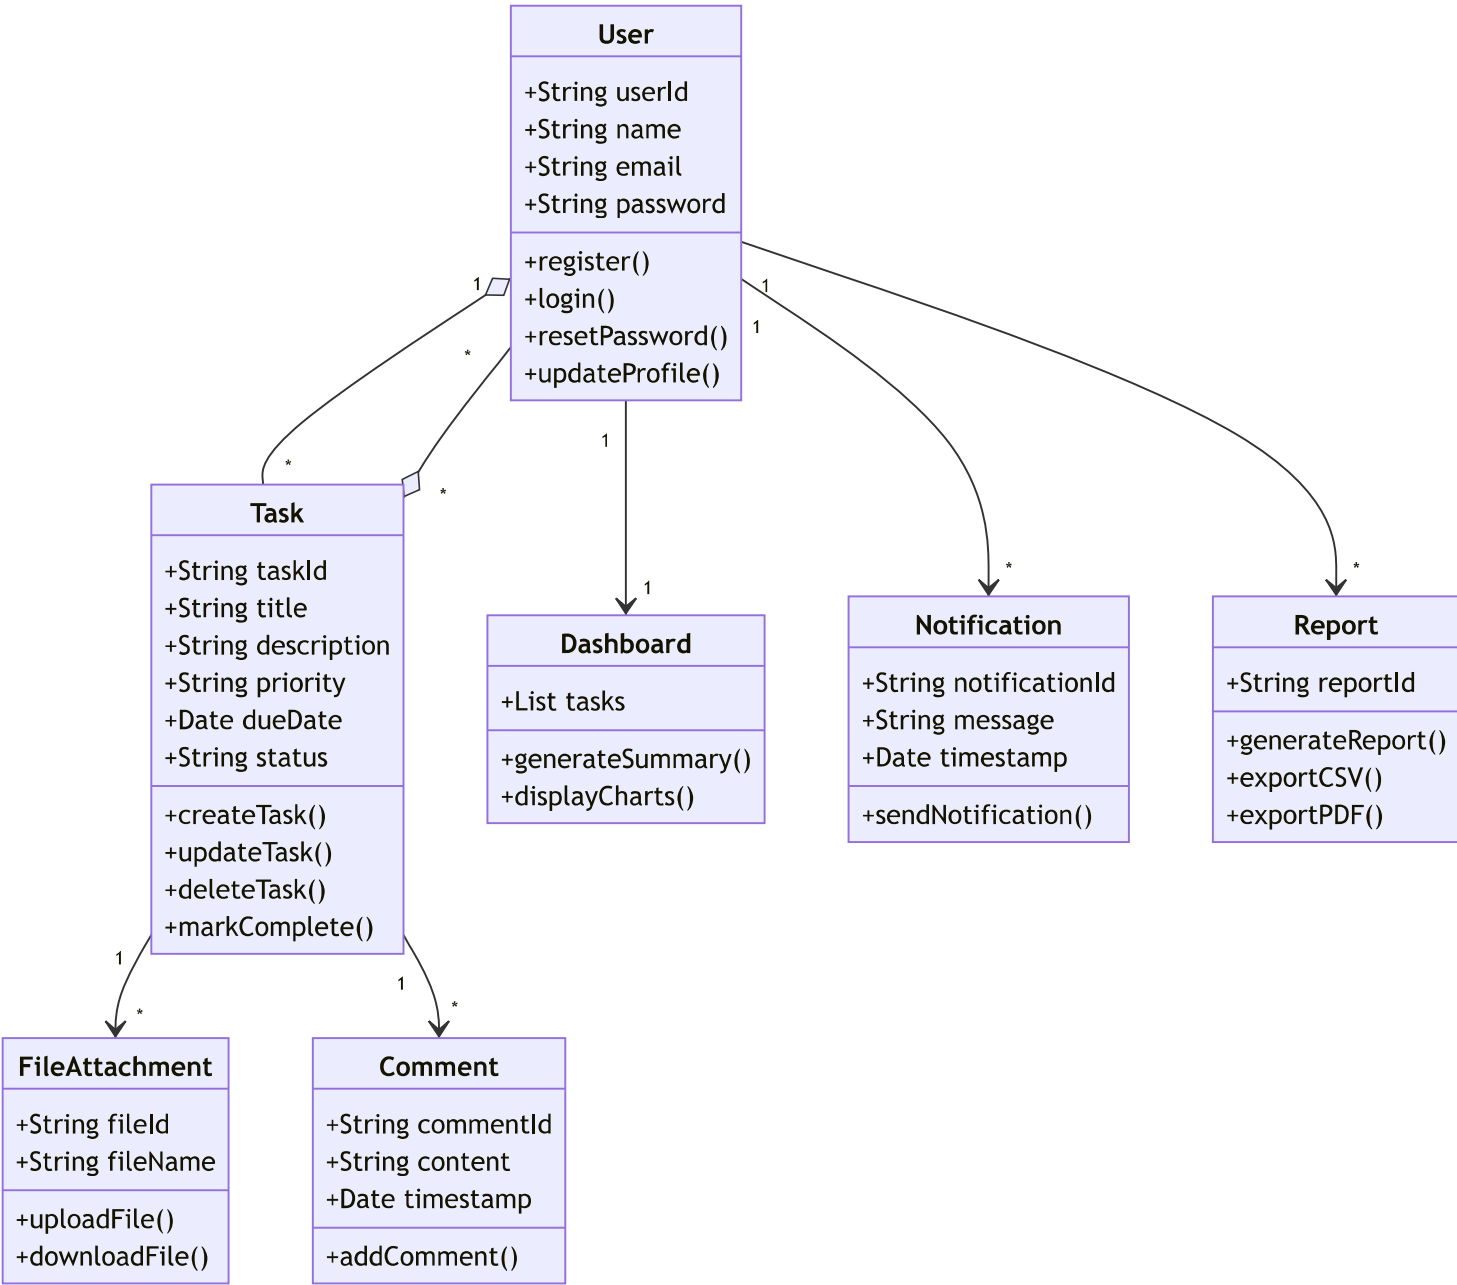 User
+String userId
+String name
+String email
+String password
+register()
+login()
+resetPassword()
+updateProfile()
1
*
*
*
1
1
1
*
1
*
Task
+String taskId
+String title
+String description
+String priority
+Date dueDate
+String status
+createTask()
+updateTask()
+deleteTask()
+markComplete()
Dashboard
+List tasks
+generateSummary()
+displayCharts()
Notification
+String notificationId
+String message
+Date timestamp
+sendNotification()
Report
+String reportId
+generateReport()
+exportCSV()
+exportPDF()
1
*
1
*
FileAttachment
+String fileId
+String fileName
+uploadFile()
+downloadFile()
Comment
+String commentId
+String content
+Date timestamp
+addComment()